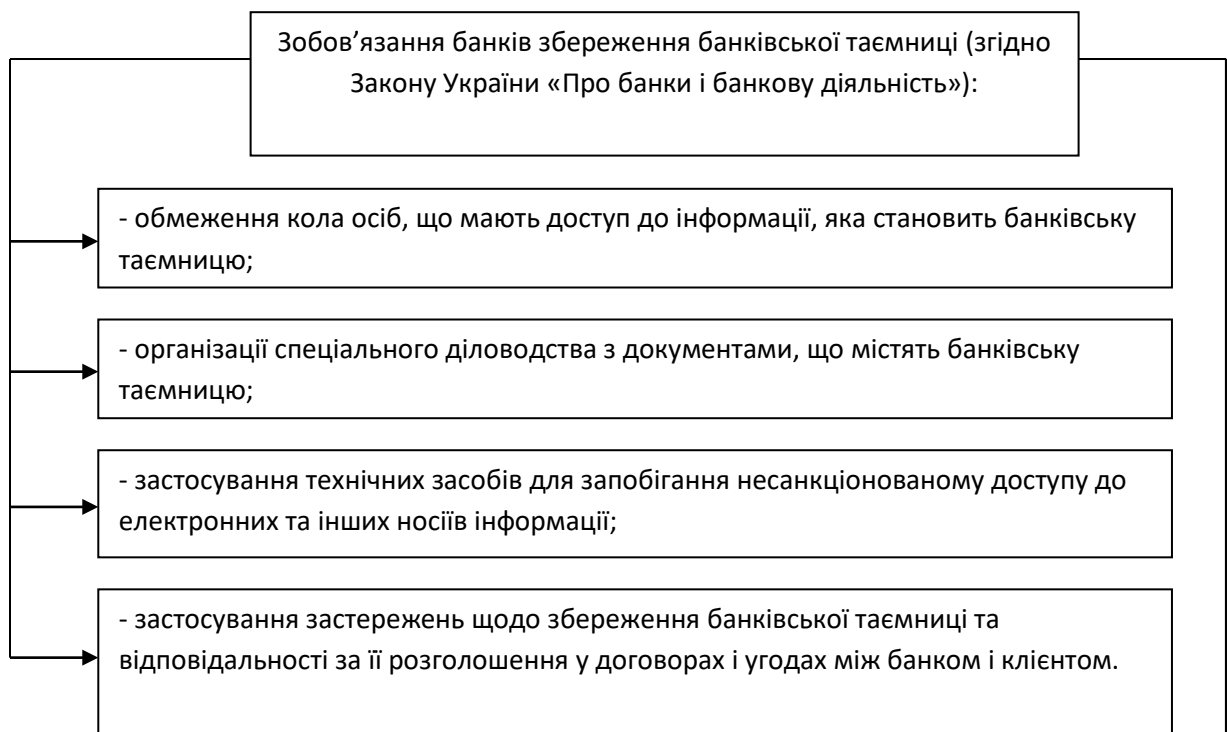 Зобов’язання банків збереження банківської таємниці (згідно
Закону України «Про банки і банкову діяльність»):
- обмеження кола осіб, що мають доступ до інформації, яка становить банківську
таємницю;
- організації спеціального діловодства з документами, що містять банківську
таємницю;
- застосування технічних засобів для запобігання несанкціонованому доступу до
електронних та інших носіїв інформації;
- застосування застережень щодо збереження банківської таємниці та
відповідальності за її розголошення у договорах і угодах між банком і клієнтом.